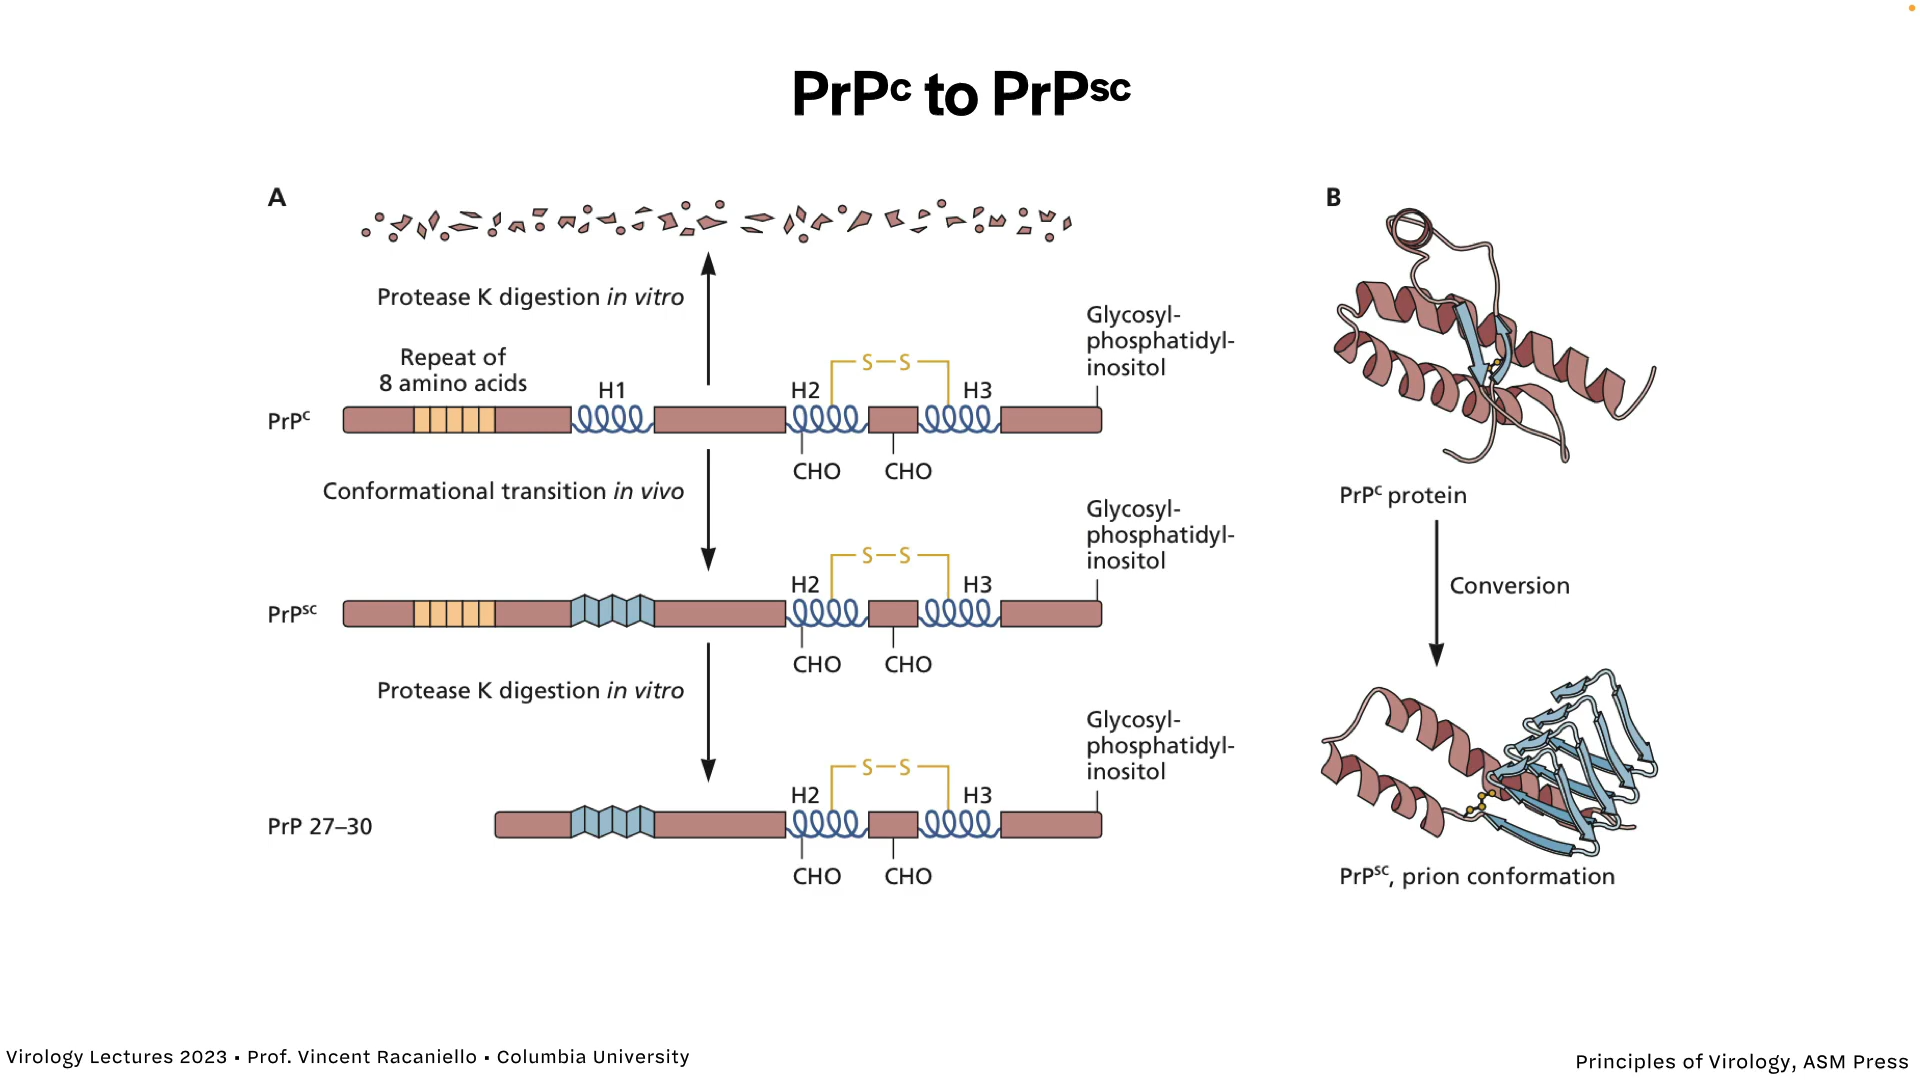 PrPc to PrPsc
A
Protease K digestion in vitro
Repeat of
8 amino acids
H1
H2
S—S
H3
Glycosyl-
phosphatidyl-
inositol
PrPc
CHO
CHO
Conformational transition in vivo
H2
S—S
H3
Glycosyl-
phosphatidyl-
inositol
PrPsc
CHO
CHO
Protease K digestion in vitro
H2
S—S
H3
Glycosyl-
phosphatidyl-
inositol
PrP 27–30
CHO
CHO
B
PrPc protein
Conversion
PrPsc, prion conformation
Virology Lectures 2023 • Prof. Vincent Racaniello • Columbia University
Principles of Virology, ASM Press